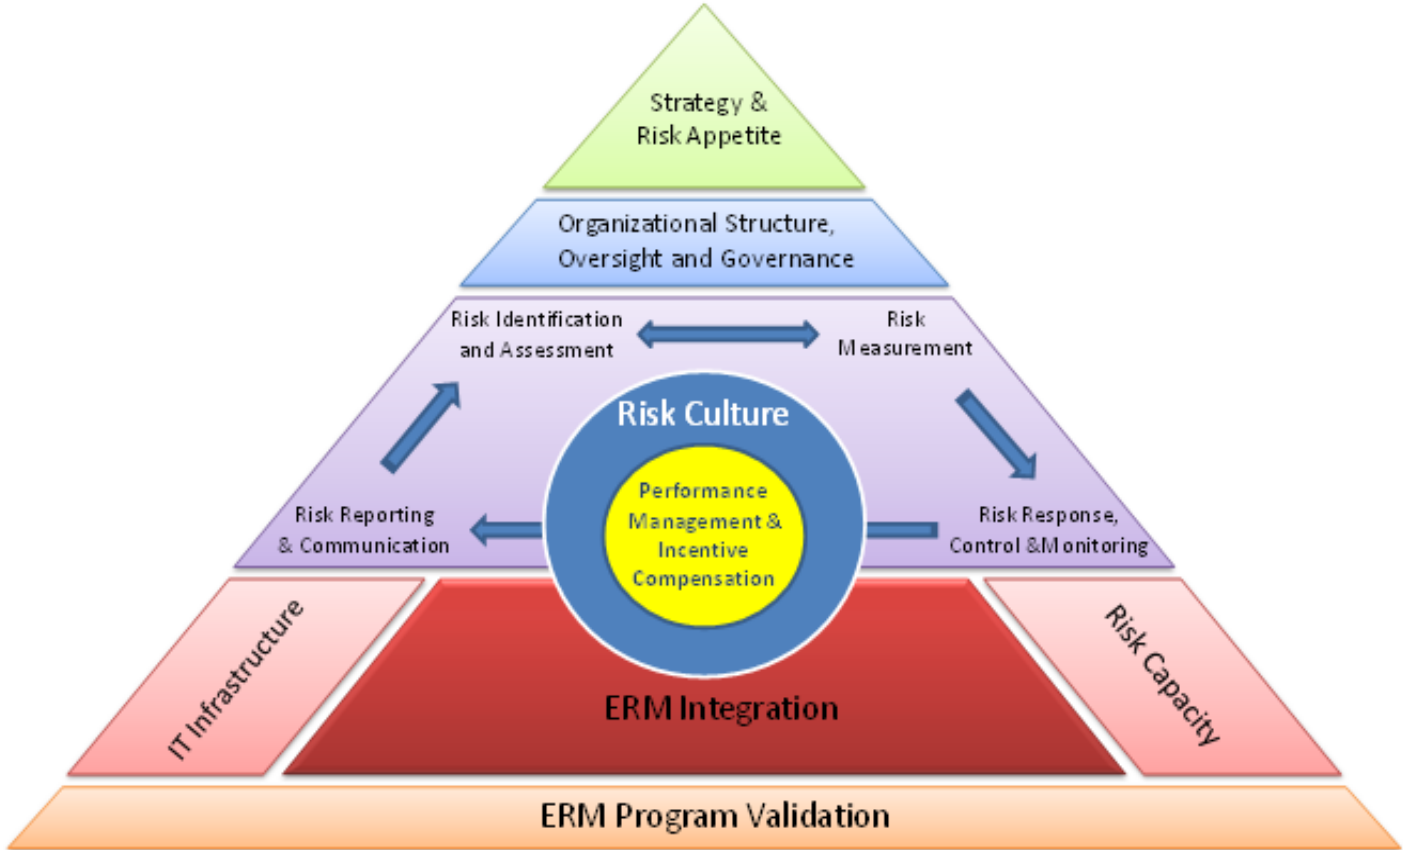 Strategy &
Risk Appetite
Organizational Structure,
Oversight and Governance
Risk Identification
and Assessment
Risk
Measurement
Risk Culture
Performance
Management &
Incentive
Compensation
Risk Reporting
& Communication
Risk Response,
Control &Monitoring
IT Infrastructure
ERM Integration
Risk Capacity
ERM Program Validation